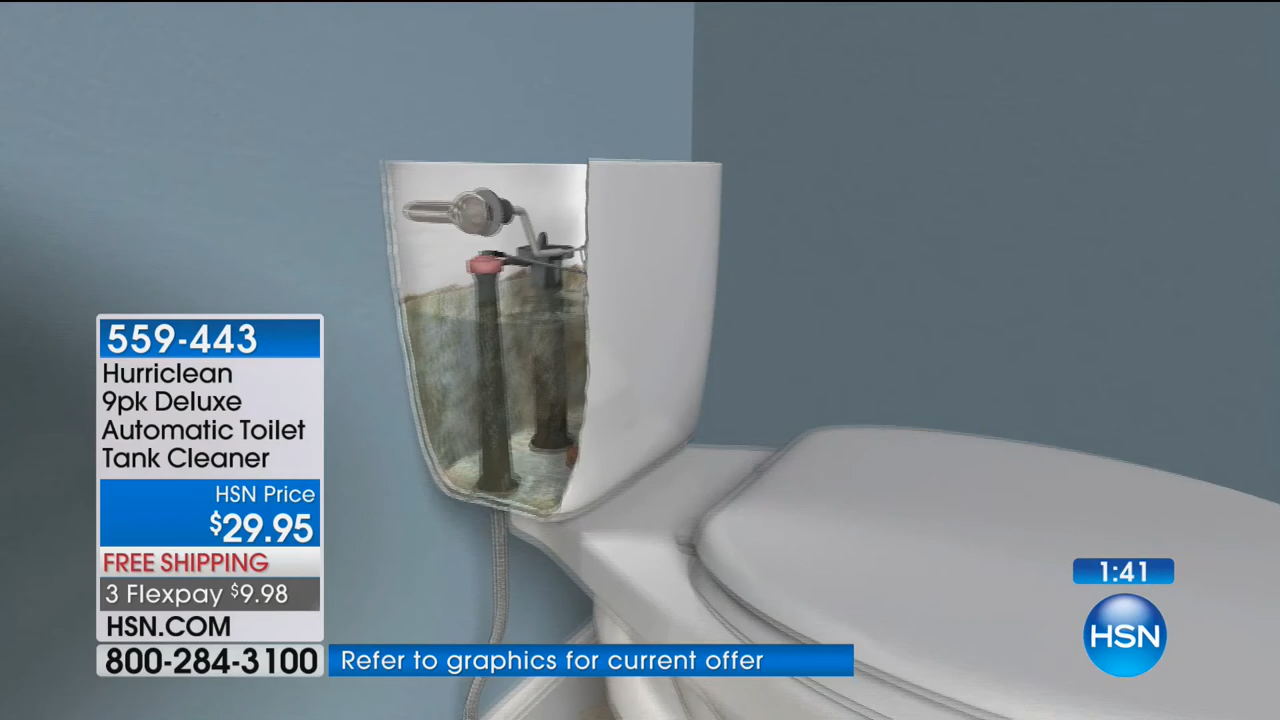 559-443
Hurriclean
9pk Deluxe
Automatic Toilet
Tank Cleaner
HSN Price
$29.95
FREE SHIPPING
3 Flexpay $9.98
HSN.COM
800-284-3100
Refer to graphics for current offer
1:41
HSN